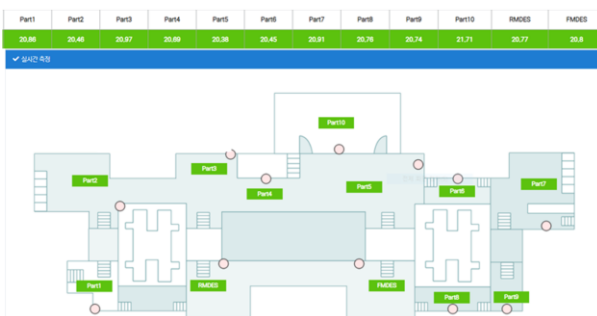 Part1 Part2 Part3 Part4 Part5 Part6 Part7 Part8 Part9 Part10 RMDES FMDES
20,86 20,46 20,97 20,69 20,38 20,45 20,91 20,76 20,74 21,71 20,77 20,8
실시간 측정
Part10
Part3
Part2 Part7
Part4 Part5 Part6
Part1 RMDES FMDES
Part8 Part9